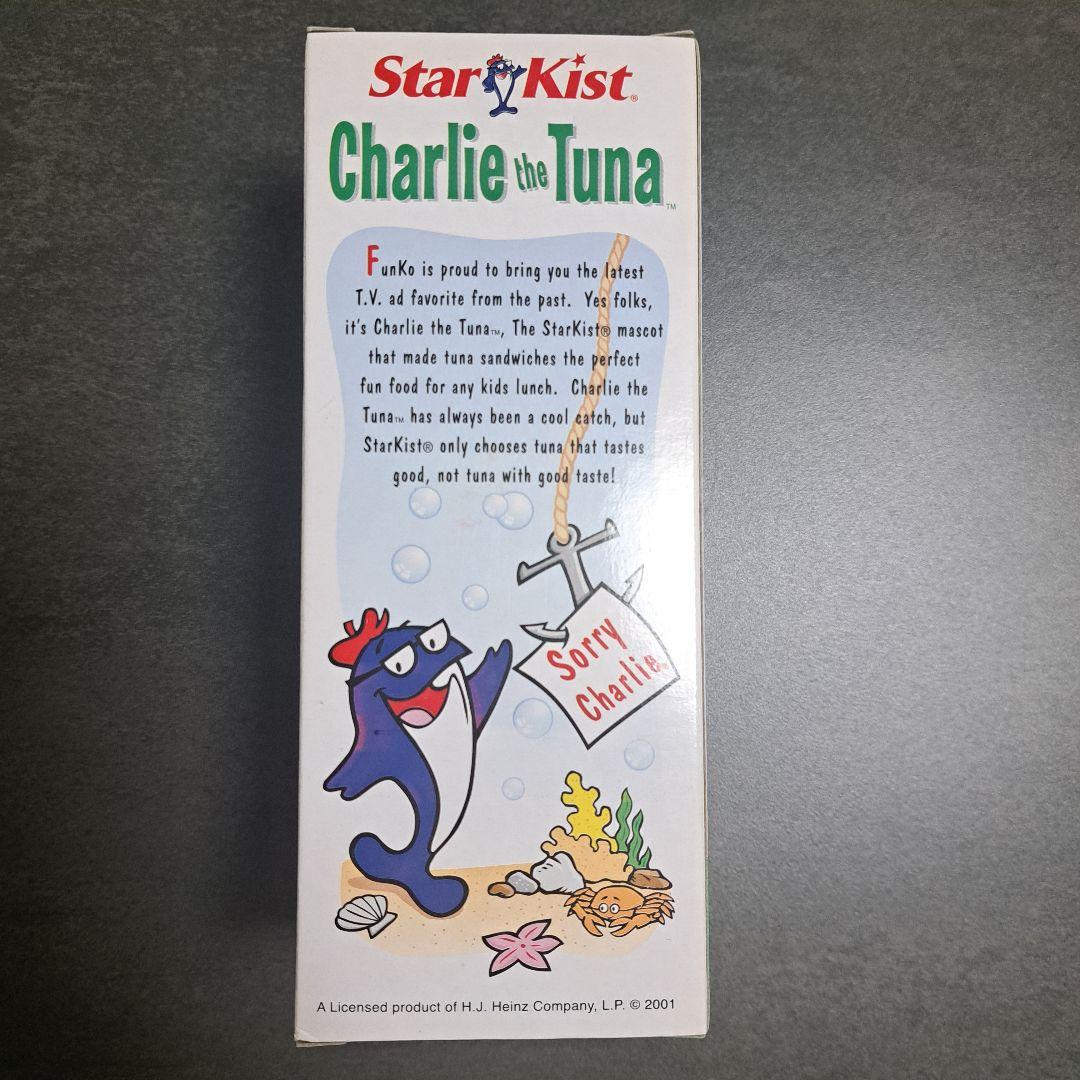 StarKist®
Charlie the Tuna™
FunKo is proud to bring you the latest
T.V. ad favorite from the past. Yes folks,
it's Charlie the Tuna™, The StarKist® mascot
that made tuna sandwiches the perfect
fun food for any kids lunch. Charlie the
Tuna™ has always been a cool catch, but
StarKist® only chooses tuna that tastes
good, not tuna with good taste!
Sorry
Charlie®
A Licensed product of H.J. Heinz Company, L.P. © 2001